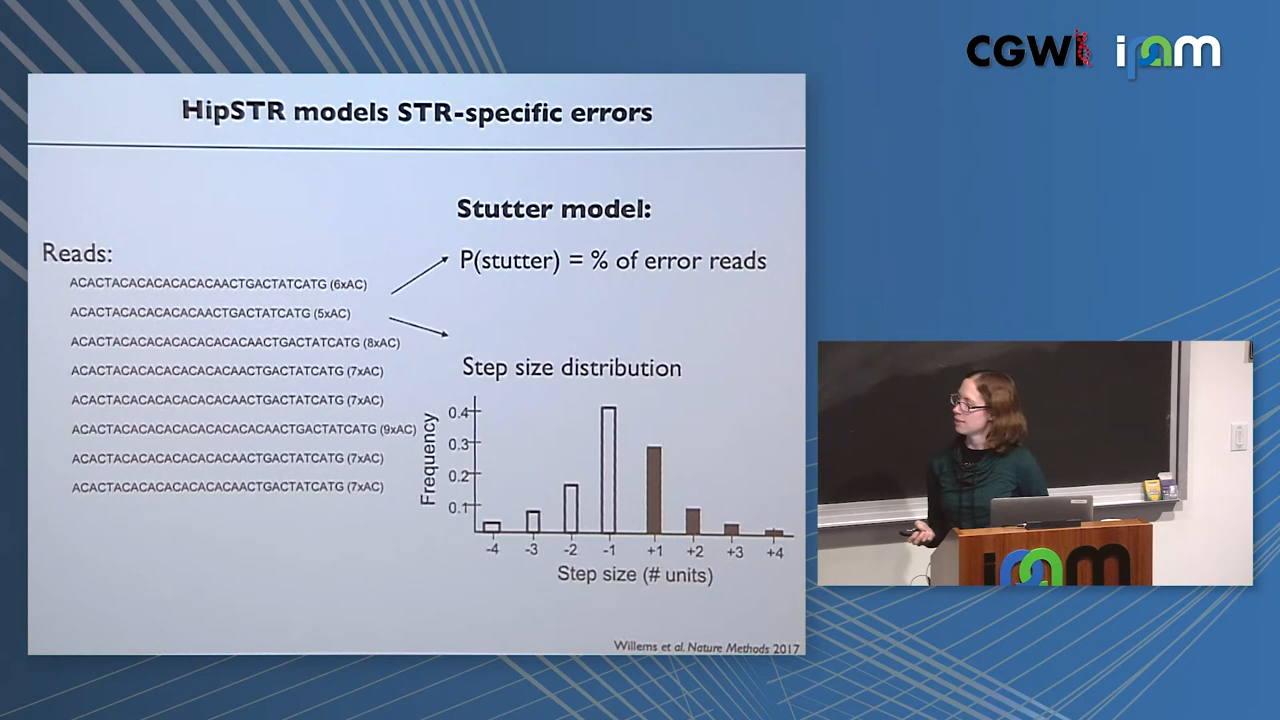 CGWI ipam
HipSTR models STR-specific errors
Stutter model:
Reads:
P(stutter) = % of error reads
ACACTACACACACACACAACTGACTATCATG (6xAC)
ACACTACACACACACAACTGACTATCATG (5xAC)
ACACTACACACACACACACACAACTGACTATCATG (8xAC)
ACACTACACACACACACACAACTGACTATCATG (7xAC)
ACACTACACACACACACACAACTGACTATCATG (7xAC)
ACACTACACACACACACACACACAACTGACTATCATG (9xAC)
ACACTACACACACACACACAACTGACTATCATG (7xAC)
ACACTACACACACACACACAACTGACTATCATG (7xAC)
Step size distribution
Frequency
0.4
0.3
0.2
0.1
-4 -3 -2 -1 +1 +2 +3 +4
Step size (# units)
Willems et al. Nature Methods 2017
ipam